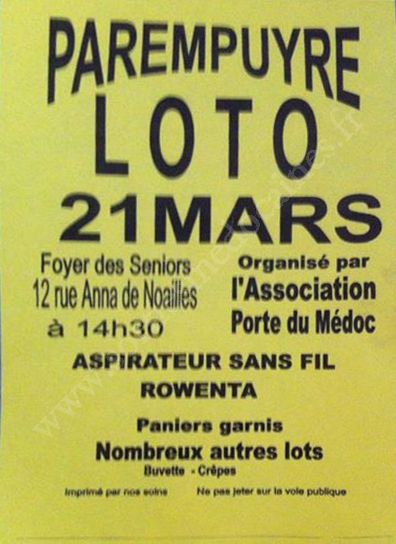 PAREMPUYRE
LOTO
21 MARS
Foyer des Seniors
12 rue Anna de Noailles
à 14h30
Organisé par
l'Association
Porte du Médoc
ASPIRATEUR SANS FIL
ROWENTA
Paniers garnis
Nombreux autres lots
Buvette - Crêpes
Imprimé par nos soins Ne pas jeter sur la voie publique